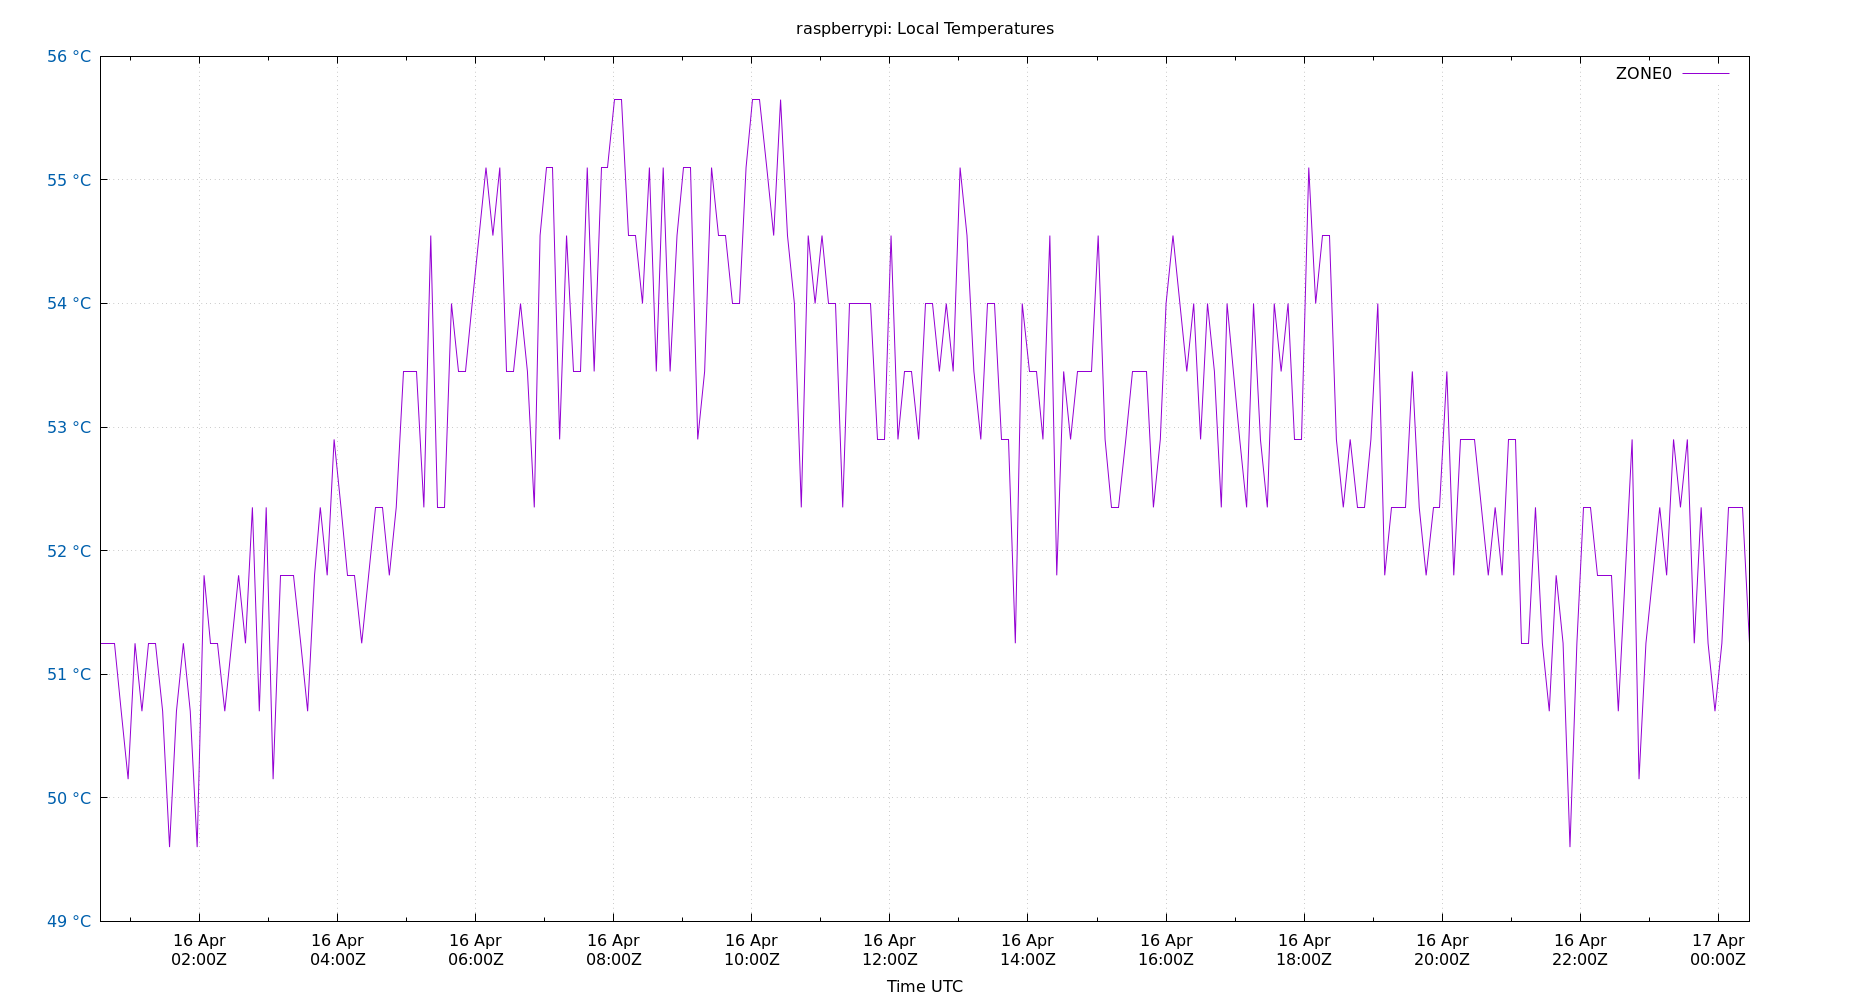 raspberrypi: Local Temperatures
56 °C
ZONE0
55 °C
54 °C
53 °C
52 °C
51 °C
50 °C
49 °C
16 Apr 16 Apr 16 Apr 16 Apr 16 Apr 16 Apr 16 Apr 16 Apr 16 Apr 16 Apr 16 Apr 17 Apr
02:00Z 04:00Z 06:00Z 08:00Z 10:00Z 12:00Z 14:00Z 16:00Z 18:00Z 20:00Z 22:00Z 00:00Z
Time UTC